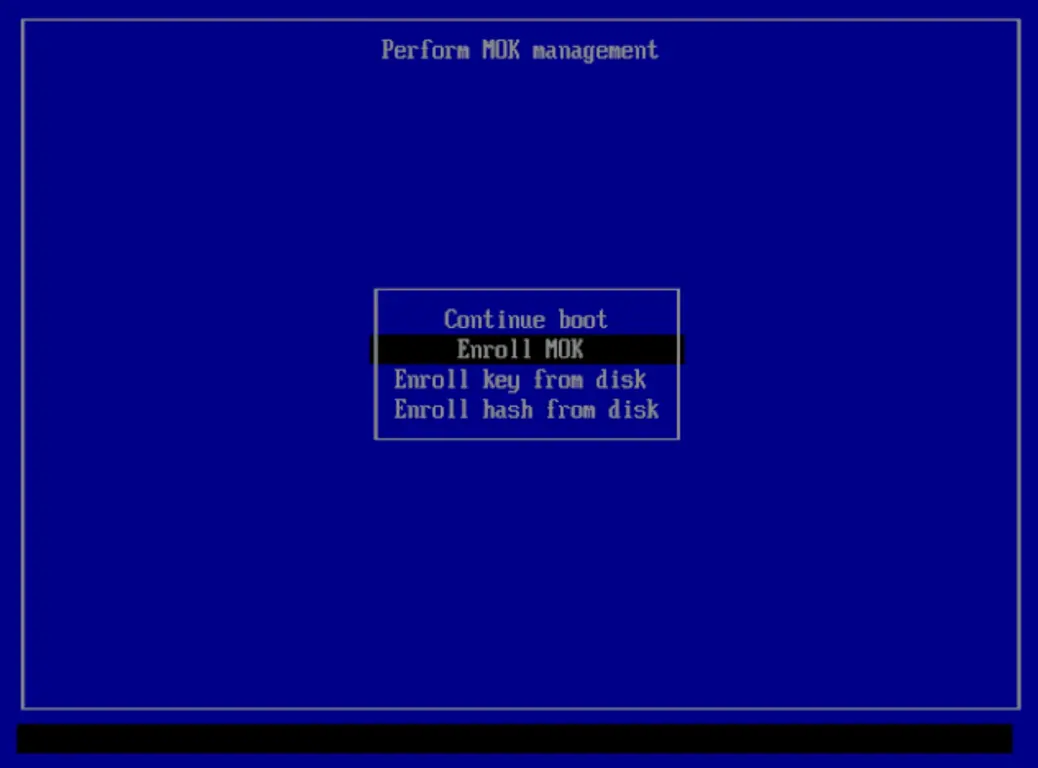 Perform MOK management
Continue boot
Enroll MOK
Enroll key from disk
Enroll hash from disk